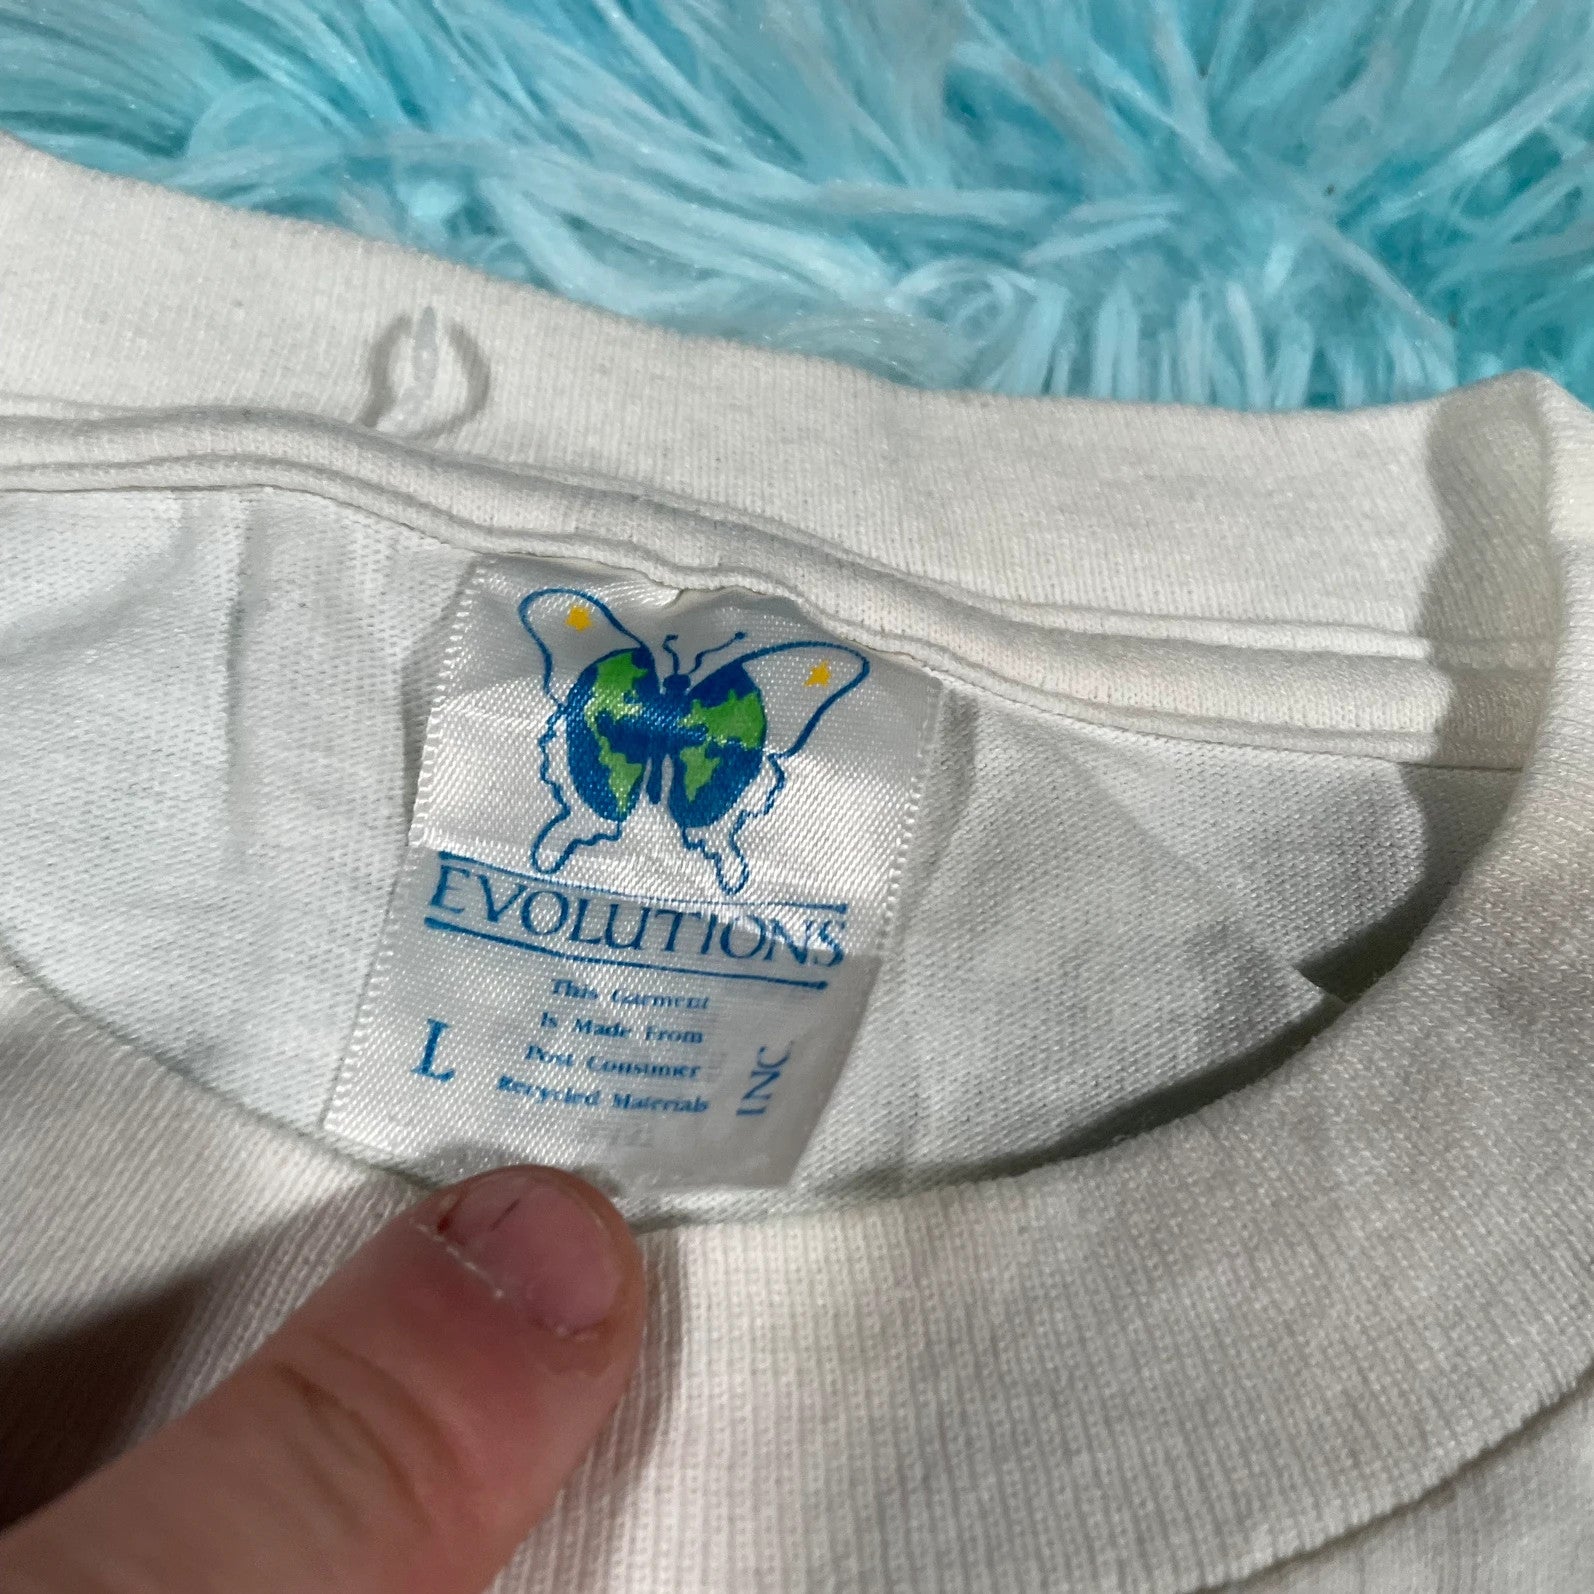 EVOLUTIONS
This Garment
Is Made From
Post Consumer
Recycled Materials
L
INC.